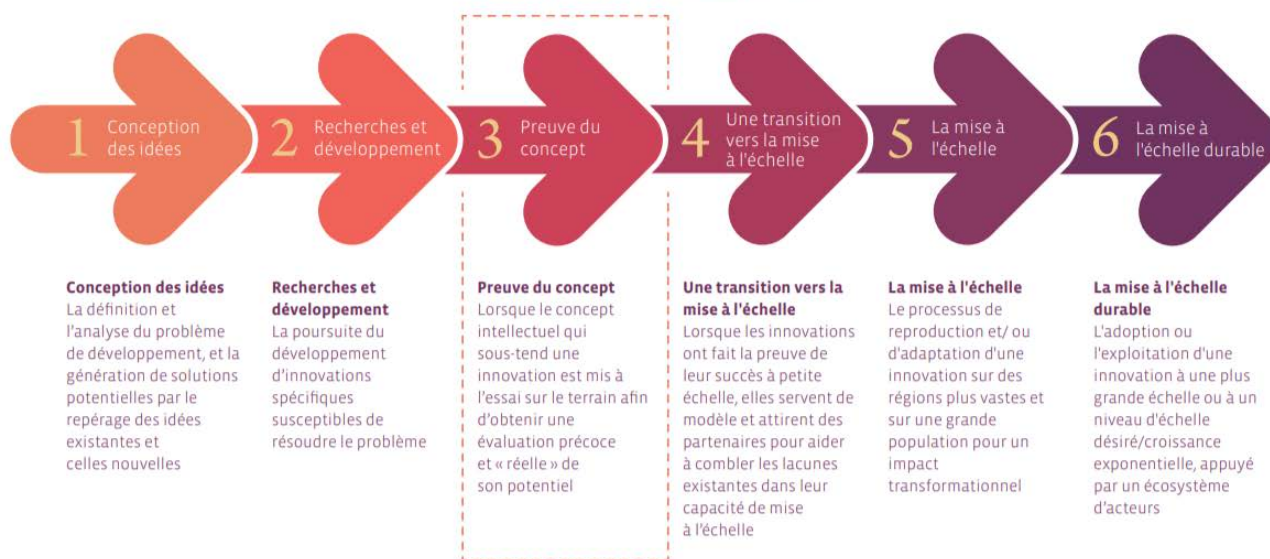 1
Conception
des idées
2
Recherches et
développement
3
Preuve du
concept
4
Une transition
vers la mise
à l'échelle
5
La mise à
l'échelle
6
La mise à
l'échelle durable
Conception des idées
La définition et
l'analyse du problème
de développement, et la
génération de solutions
potentielles par le
repérage des idées
existantes et
celles nouvelles
Recherches et
développement
La poursuite du
développement
d'innovations
spécifiques
susceptibles de
résoudre le problème
Preuve du concept
Lorsque le concept
intellectuel qui
sous-tend une
innovation est mis à
l'essai sur le terrain afin
d'obtenir une
évaluation précoce
et « réelle » de
son potentiel
Une transition vers la
mise à l'échelle
Lorsque les innovations
ont fait la preuve de
leur succès à petite
échelle, elles servent de
modèle et attirent des
partenaires pour aider
à combler les lacunes
existantes dans leur
capacité de mise
à l'échelle
La mise à l'échelle
Le processus de
reproduction et/ ou
d'adaptation d'une
innovation sur des
régions plus vastes et
sur une grande
population pour un
impact
transformationnel
La mise à l'échelle
durable
L'adoption ou
l'exploitation d'une
innovation à une plus
grande échelle ou à un
niveau d'échelle
désiré/croissance
exponentielle, appuyé
par un écosystème
d'acteurs